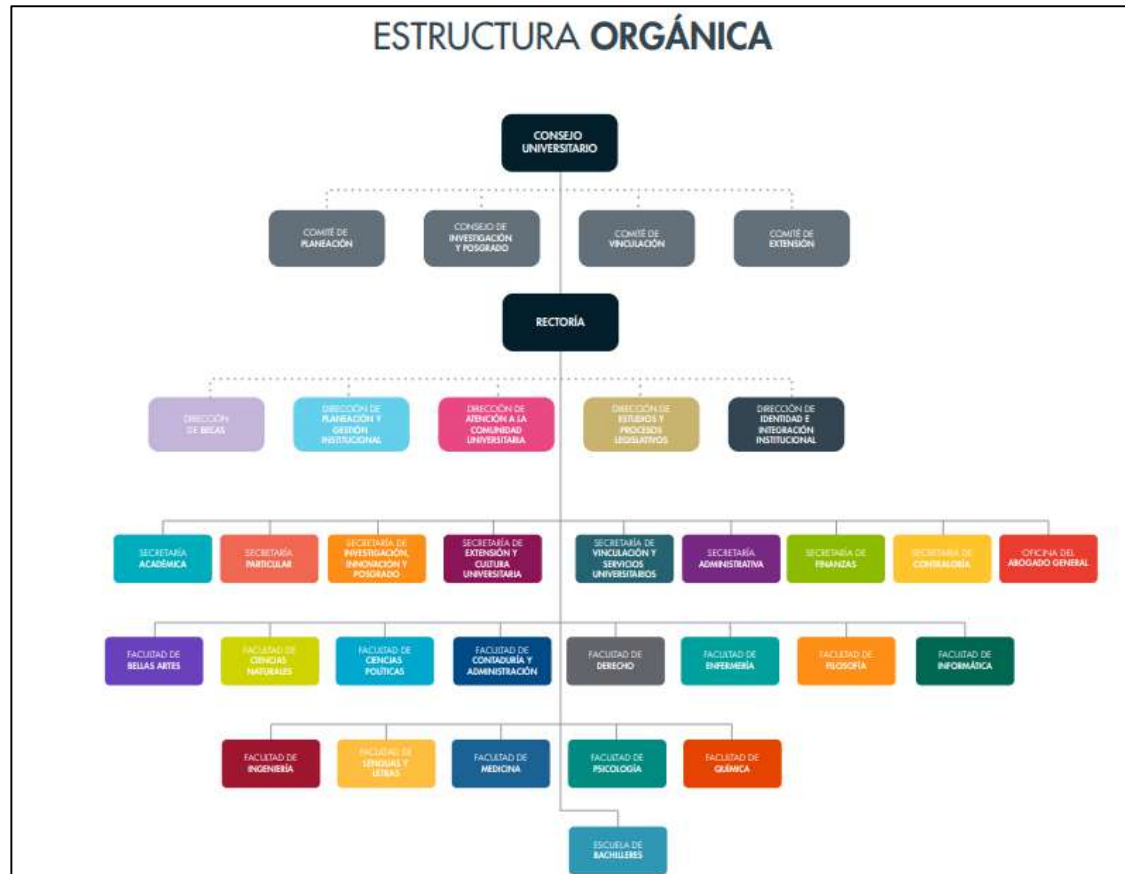 ESTRUCTURA ORGÁNICA
CONSEJO
UNIVERSITARIO
COMITÉ DE
PLANEACIÓN
CONSEJO DE
INVESTIGACIÓN
Y POSGRADO
COMITÉ DE
VINCULACIÓN
COMITÉ DE
EXTENSIÓN
RECTORÍA
DIRECCIÓN
DE BECAS
DIRECCIÓN DE
PLANEACIÓN Y
GESTIÓN
INSTITUCIONAL
DIRECCIÓN DE
ATENCIÓN A LA
COMUNIDAD
UNIVERSITARIA
DIRECCIÓN DE
ESTUDIOS Y
PROCESOS
LEGISLATIVOS
DIRECCIÓN DE
IDENTIDAD E
INTEGRACIÓN
INSTITUCIONAL
SECRETARÍA
ACADÉMICA
SECRETARÍA
PARTICULAR
SECRETARÍA DE
INVESTIGACIÓN,
INNOVACIÓN Y
POSGRADO
SECRETARÍA DE
EXTENSIÓN Y
CULTURA
UNIVERSITARIA
SECRETARÍA DE
VINCULACIÓN Y
SERVICIOS
UNIVERSITARIOS
SECRETARÍA
ADMINISTRATIVA
SECRETARÍA DE
FINANZAS
SECRETARÍA DE
CONTRALORÍA
OFICINA DEL
ABOGADO GENERAL
FACULTAD DE
BELLAS ARTES
FACULTAD DE
CIENCIAS
NATURALES
FACULTAD DE
CIENCIAS
POLÍTICAS
FACULTAD DE
CONTADURÍA Y
ADMINISTRACIÓN
FACULTAD DE
DERECHO
FACULTAD DE
ENFERMERÍA
FACULTAD DE
FILOSOFÍA
FACULTAD DE
INFORMÁTICA
FACULTAD DE
INGENIERÍA
FACULTAD DE
LENGUAS Y
LETRAS
FACULTAD DE
MEDICINA
FACULTAD DE
PSICOLOGÍA
FACULTAD DE
QUÍMICA
ESCUELA DE
BACHILLERES